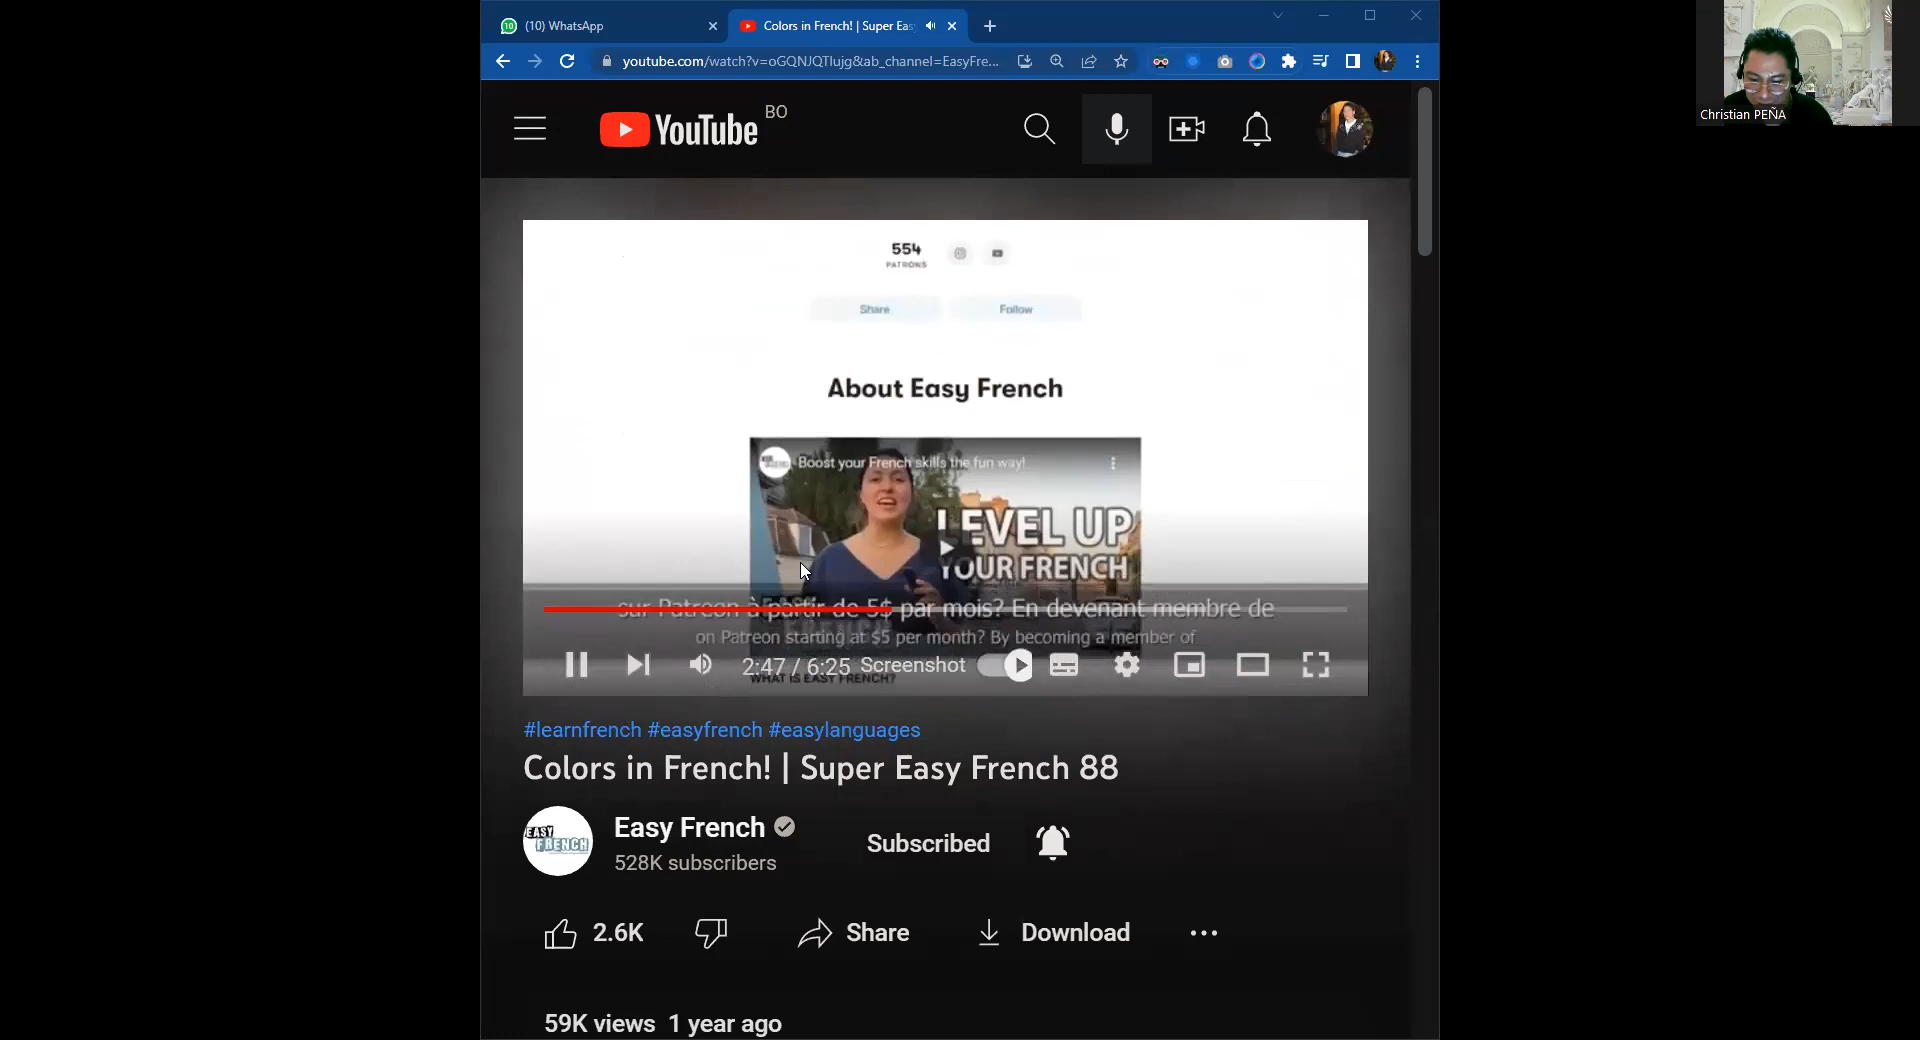 (10) WhatsApp
Colors in French! | Super Eas
youtube.com/watch?v=oGQNJQTlujg&ab_channel=EasyFre...
Christian PEÑA
YouTube BO
554
PATRONS
Share Follow
About Easy French
Boost your French skills the fun way!
LEVEL UP
YOUR FRENCH
sur Patreon à partir de 5$ par mois? En devenant membre de
on Patreon starting at $5 per month? By becoming a member of
2:47 / 6:25 Screenshot
WHAT IS EASY FRENCH?
#learnfrench #easyfrench #easylanguages
Colors in French! | Super Easy French 88
EASY
FRENCH
Easy French
528K subscribers
Subscribed
2.6K Share Download
59K views 1 year ago